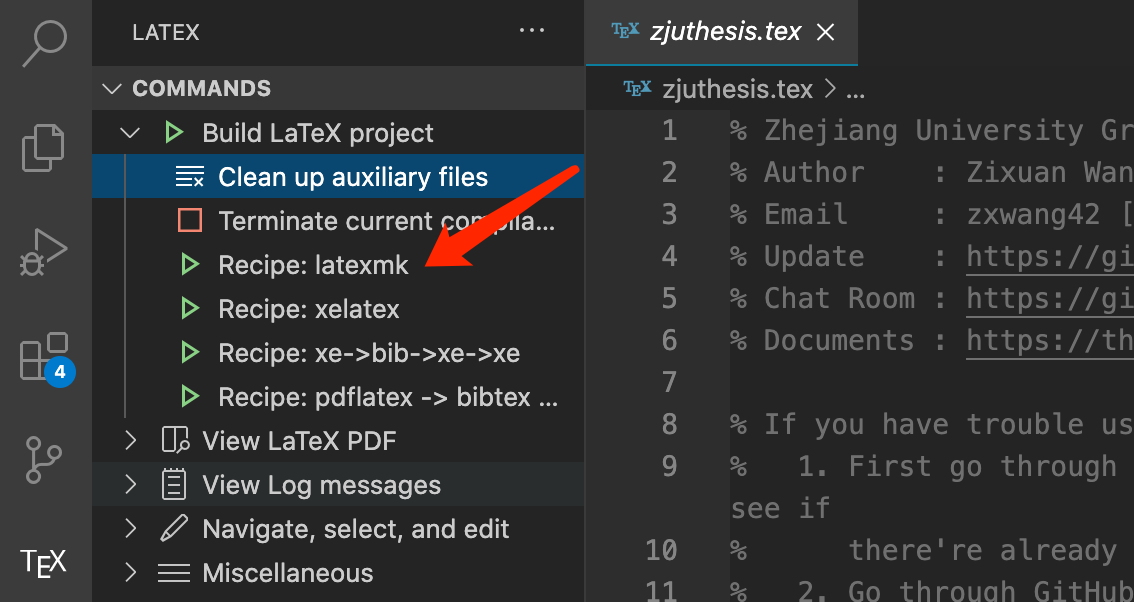 LATEX
COMMANDS
Build LaTeX project
Clean up auxiliary files
Terminate current compila...
Recipe: latexmk
Recipe: xelatex
Recipe: xe->bib->xe->xe
Recipe: pdflatex -> bibtex ...
View LaTeX PDF
View Log messages
Navigate, select, and edit
Miscellaneous
4
TEX
TEX zjuthesis.tex
TEX zjuthesis.tex > ...
1 % Zhejiang University Gr
2 % Author : Zixuan Wan
3 % Email : zxwang42 [
4 % Update : https://gi
5 % Chat Room : https://gi
6 % Documents : https://th
7
8 % If you have trouble us
9 % 1. First go through
see if
10 % there're already
11 % 2. Go through GitHub